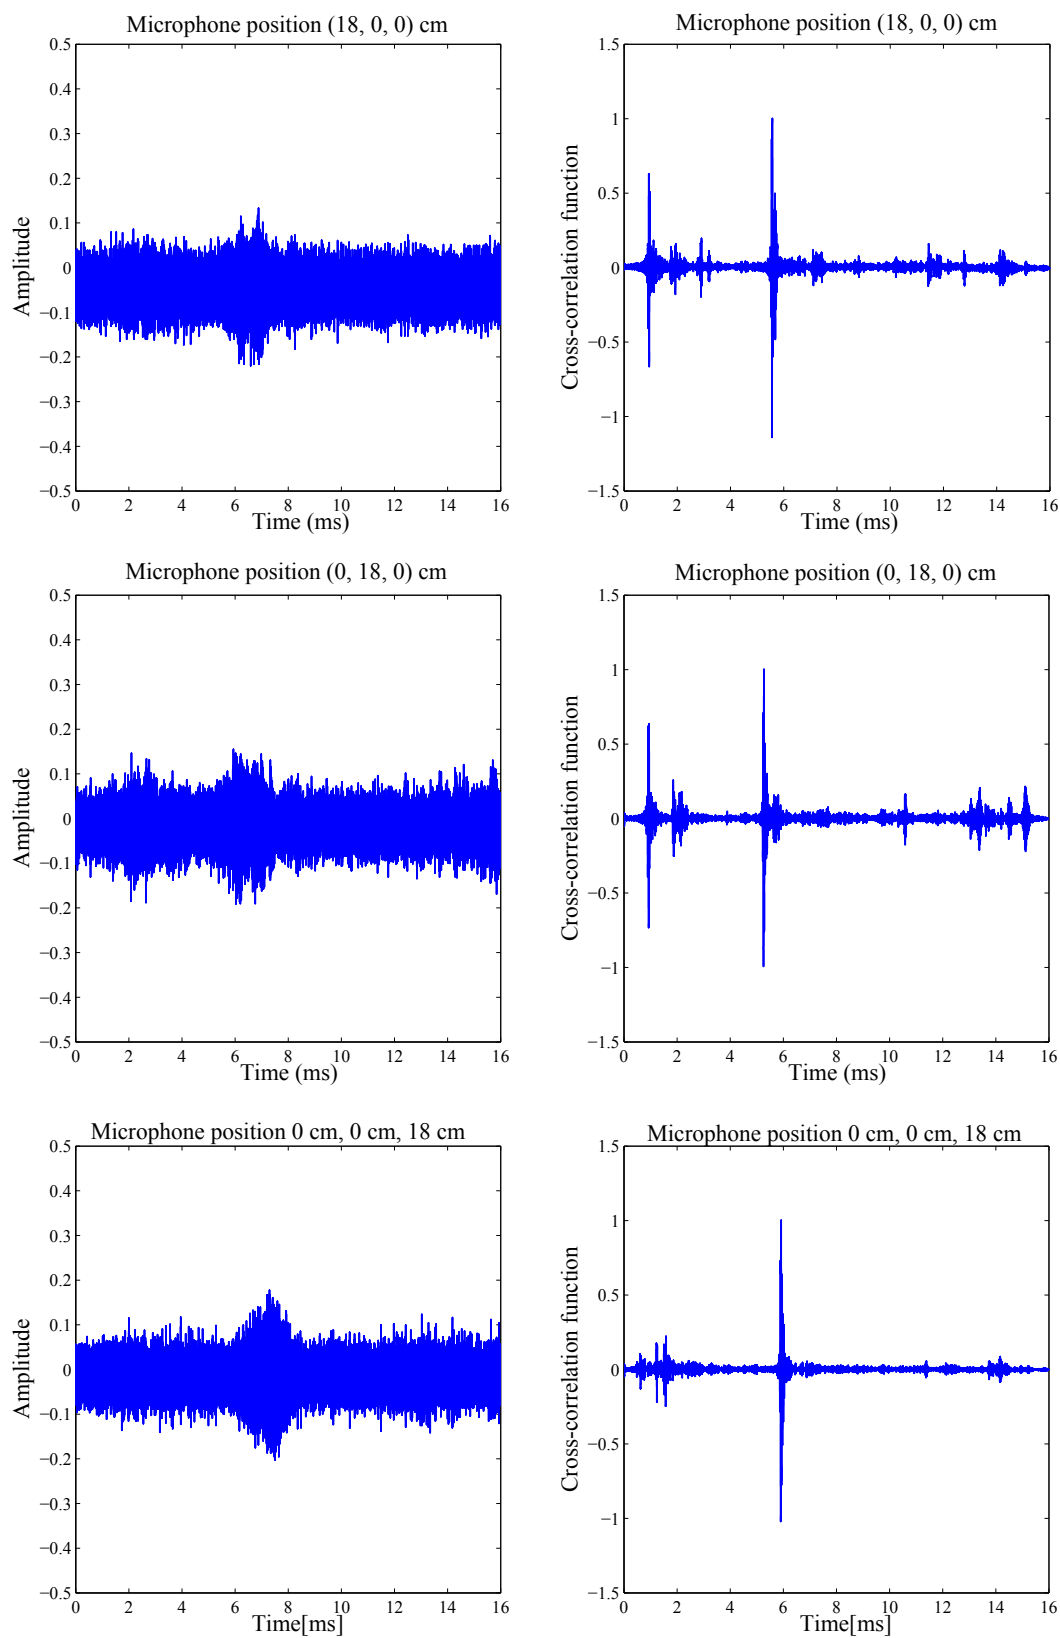 Microphone position (18, 0, 0) cm
0.5
0.4
0.3
0.2
0.1
0
−0.1
−0.2
−0.3
−0.4
−0.5
Amplitude
0 2 4 6 8 10 12 14 16
Time (ms)
Microphone position (18, 0, 0) cm
1.5
1
0.5
0
−0.5
−1
−1.5
Cross-correlation function
0 2 4 6 8 10 12 14 16
Time (ms)
Microphone position (0, 18, 0) cm
0.5
0.4
0.3
0.2
0.1
0
−0.1
−0.2
−0.3
−0.4
−0.5
Amplitude
0 2 4 6 8 10 12 14 16
Time (ms)
Microphone position (0, 18, 0) cm
1.5
1
0.5
0
−0.5
−1
−1.5
Cross-correlation function
0 2 4 6 8 10 12 14 16
Time (ms)
Microphone position 0 cm, 0 cm, 18 cm
0.5
0.4
0.3
0.2
0.1
0
−0.1
−0.2
−0.3
−0.4
−0.5
Amplitude
0 2 4 6 8 10 12 14 16
Time[ms]
Microphone position 0 cm, 0 cm, 18 cm
1.5
1
0.5
0
−0.5
−1
−1.5
Cross-correlation function
0 2 4 6 8 10 12 14 16
Time[ms]